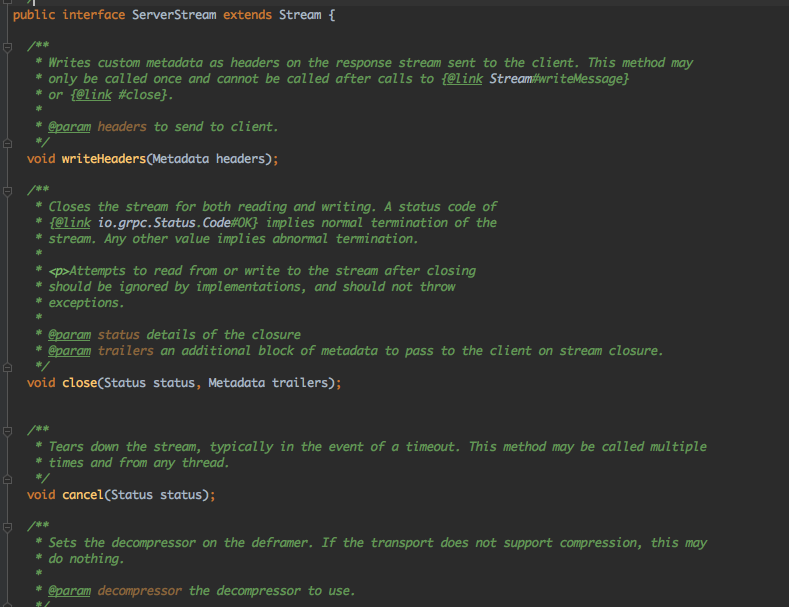 public interface ServerStream extends Stream {
/**
* Writes custom metadata as headers on the response stream sent to the client. This method may
* only be called once and cannot be called after calls to {@link Stream#writeMessage}
* or {@link #close}.
*
* @param headers to send to client.
*/
void writeHeaders(Metadata headers);
/**
* Closes the stream for both reading and writing. A status code of
* {@link io.grpc.Status.Code#OK} implies normal termination of the
* stream. Any other value implies abnormal termination.
*
* <p>Attempts to read from or write to the stream after closing
* should be ignored by implementations, and should not throw
* exceptions.
*
* @param status details of the closure
* @param trailers an additional block of metadata to pass to the client on stream closure.
*/
void close(Status status, Metadata trailers);
/**
* Tears down the stream, typically in the event of a timeout. This method may be called multiple
* times and from any thread.
*/
void cancel(Status status);
/**
* Sets the decompressor on the deframer. If the transport does not support compression, this may
* do nothing.
*
* @param decompressor the decompressor to use.
*/